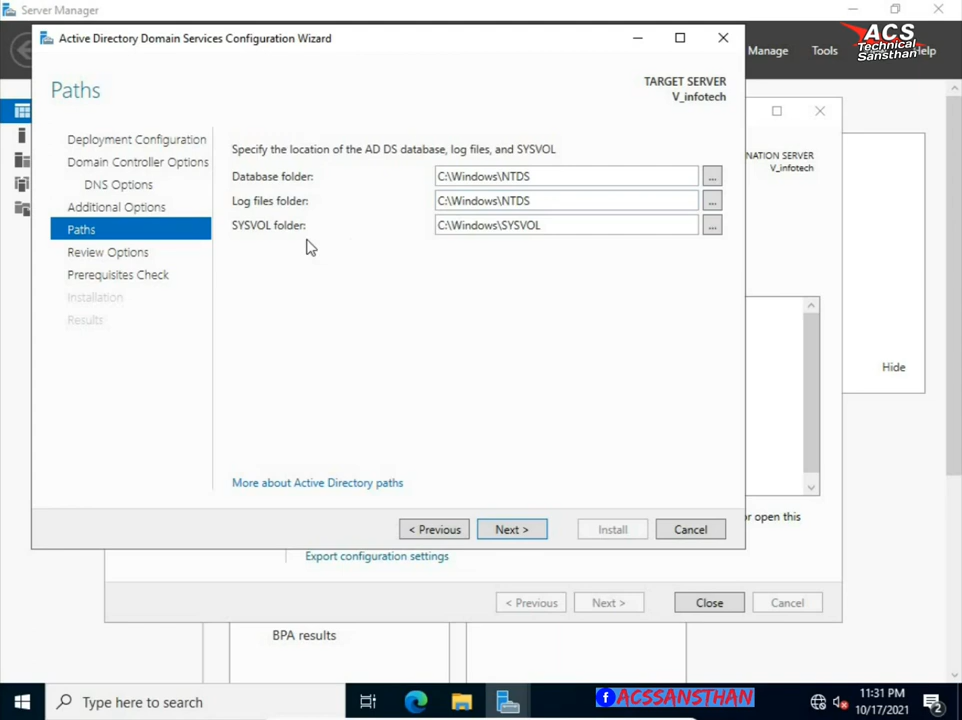 Server Manager
Active Directory Domain Services Configuration Wizard
ACS
Technical
Sansthan
Manage
Tools
elp
Paths
TARGET SERVER
V_infotech
Deployment Configuration
Domain Controller Options
DNS Options
Additional Options
Paths
Review Options
Prerequisites Check
Installation
Results
Specify the location of the AD DS database, log files, and SYSVOL
Database folder:
C:\Windows\NTDS
...
Log files folder:
C:\Windows\NTDS
...
SYSVOL folder:
C:\Windows\SYSVOL
...
NATION SERVER
V_infotech
Hide
More about Active Directory paths
or open this
< Previous
Next >
Install
Cancel
Export configuration settings
< Previous
Next >
Close
Cancel
BPA results
Type here to search
f ACSSANSTHAN
11:31 PM
10/17/2021
2